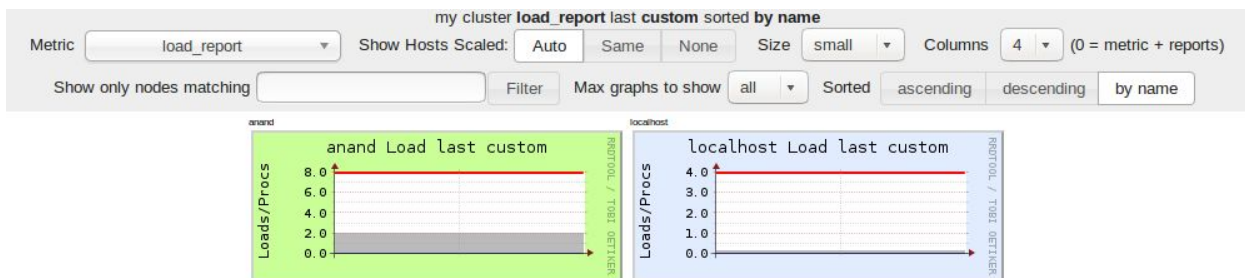 my cluster load_report last custom sorted by name
Metric load_report Show Hosts Scaled: Auto Same None Size small Columns 4 (0 = metric + reports)
Show only nodes matching Filter Max graphs to show all Sorted ascending descending by name
anand
anand Load last custom
Loads/Procs
8.0
6.0
4.0
2.0
0.0
RRDTOOL / TOBI OETIKER
localhost
localhost Load last custom
Loads/Procs
4.0
3.0
2.0
1.0
0.0
RRDTOOL / TOBI OETIKER